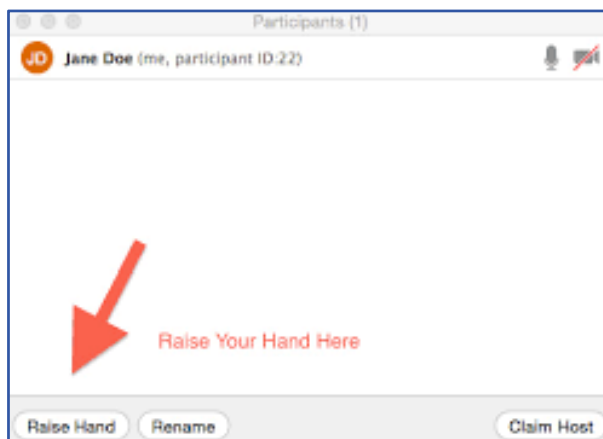 Participants (1)
JD Jane Doe (me, participant ID:22)
Raise Your Hand Here
Raise Hand Rename Claim Host